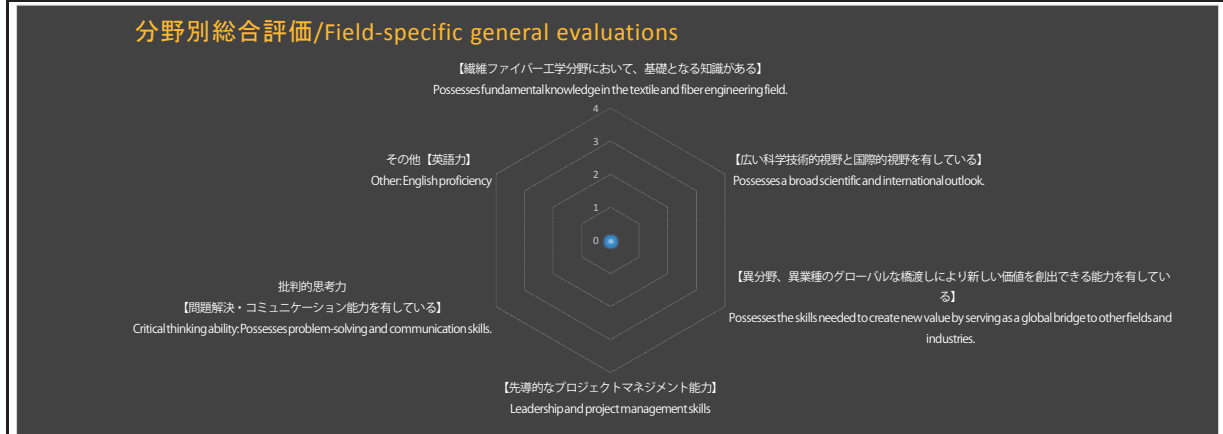 分野別総合評価/Field-specific general evaluations
【繊維ファイバー工学分野において、基礎となる知識がある】
Possesses fundamental knowledge in the textile and fiber engineering field.
4
3
2
1
0
【広い科学技術的視野と国際的視野を有している】
Possesses a broad scientific and international outlook.
【異分野、異業種のグローバルな橋渡しにより新しい価値を創出できる能力を有してい
る】
Possesses the skills needed to create new value by serving as a global bridge to other fields and
industries.
【先導的なプロジェクトマネジメント能力】
Leadership and project management skills
批判的思考力
【問題解決・コミュニケーション能力を有している】
Critical thinking ability: Possesses problem-solving and communication skills.
その他【英語力】
Other: English proficiency